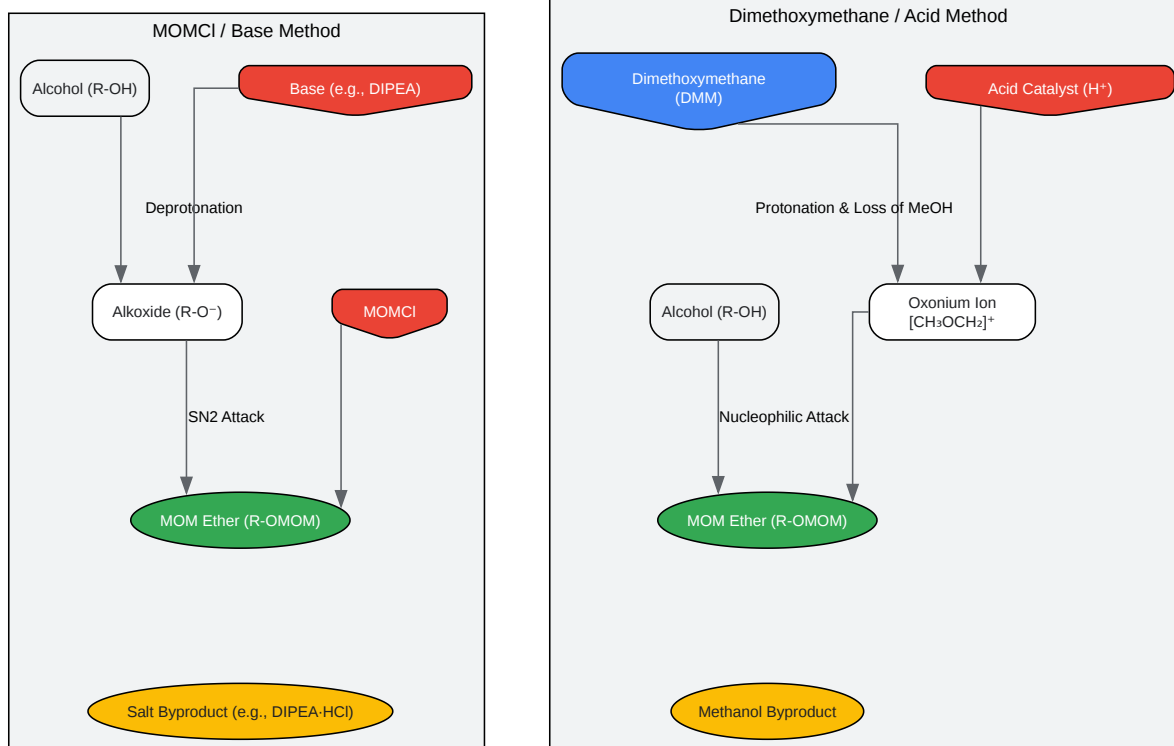 MOMCl / Base Method
Alcohol (R-OH)
Base (e.g., DIPEA)
Deprotonation
Alkoxide (R-O⁻)
MOMCl
SN2 Attack
MOM Ether (R-OMOM)
Salt Byproduct (e.g., DIPEA·HCl)
Dimethoxymethane / Acid Method
Dimethoxymethane
(DMM)
Acid Catalyst (H⁺)
Protonation & Loss of MeOH
Alcohol (R-OH)
Oxonium Ion
[CH₃OCH₂]⁺
Nucleophilic Attack
MOM Ether (R-OMOM)
Methanol Byproduct